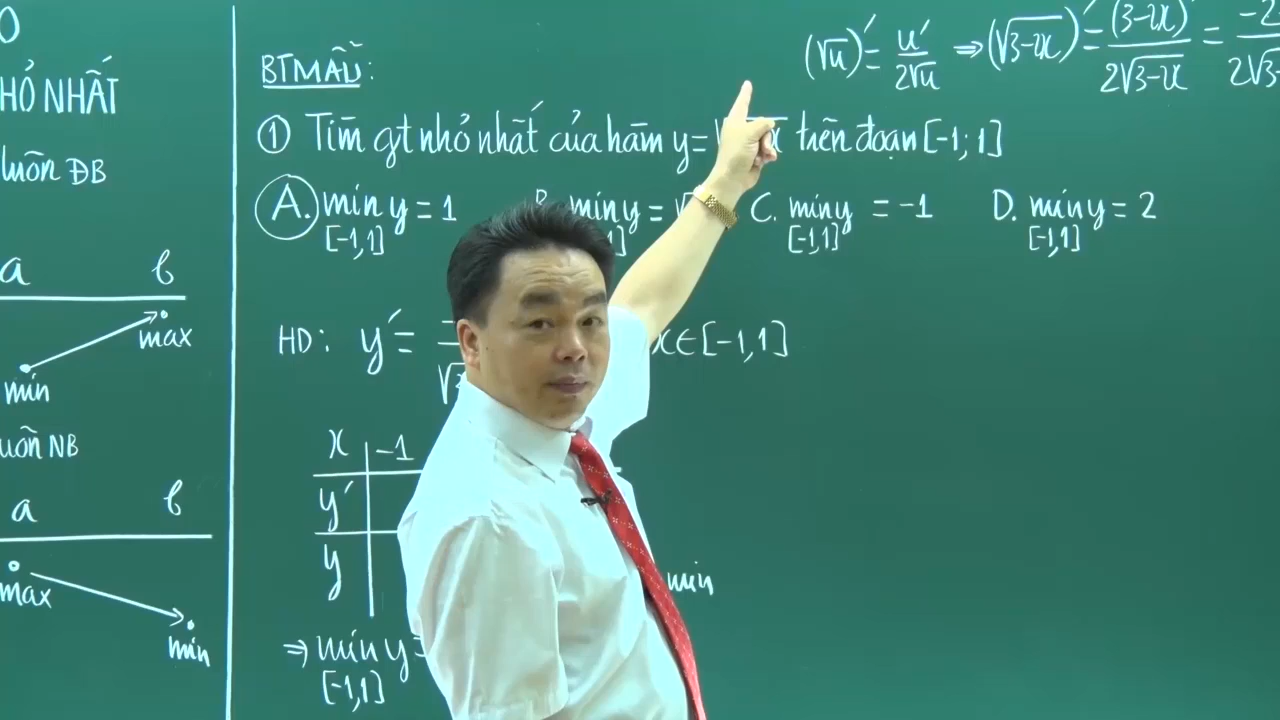 O
HỎ NHẤT
luôn ĐB
a b
max
min
uôn NB
a b
max
min
BTMẪU:
(√u)' = u'/2√u ⇒ (√3-2x)' = (3-2x)'/2√3-2x = -2
2√3-
① Tìm gt nhỏ nhất của hàm y = √ x trên đoạn [-1; 1]
A. min y = 1 B. min y = √ C. min y = -1 D. min y = 2
[-1,1] 1] [-1,1] [-1,1]
HD: y' = x∈[-1,1]
x -1
y'
y
min
⇒ min y =
[-1,1]